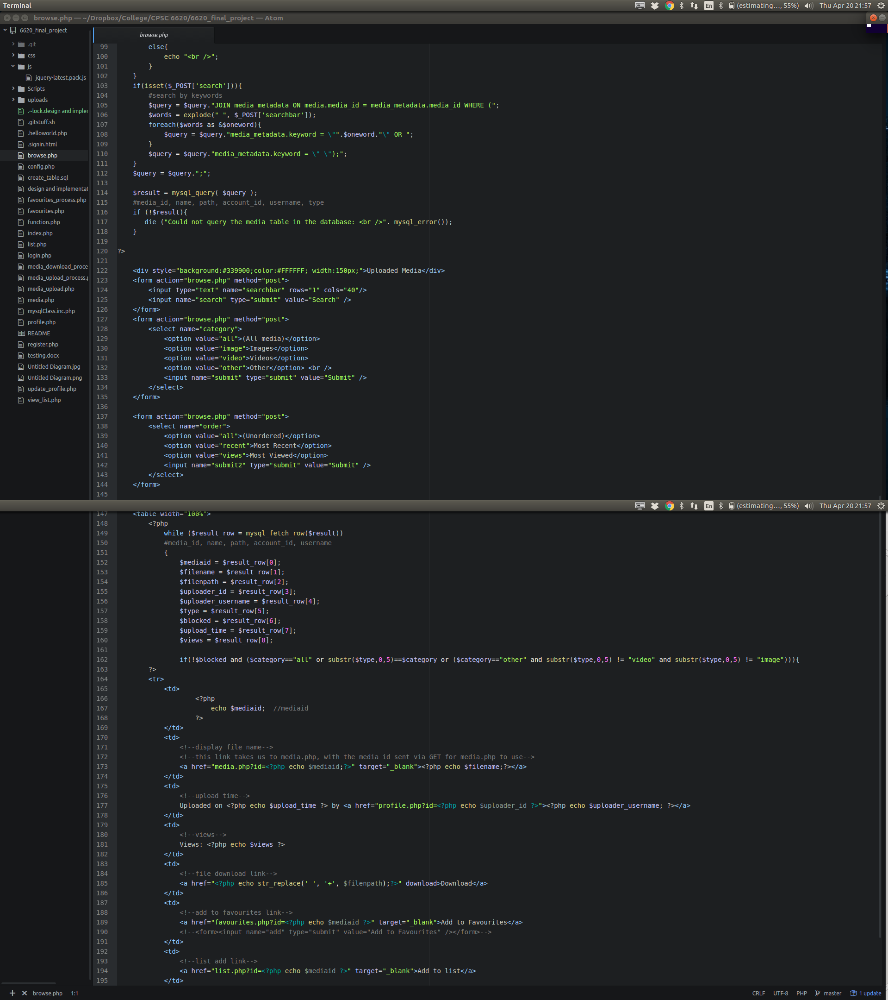 Terminal
En (estimating..., 55%) Thu Apr 20 21:57
browse.php — ~/Dropbox/College/CPSC 6620/6620_final_project — Atom
6620_final_project
.git
css
js
jquery-latest.pack.js
Scripts
uploads
.~lock.design and implem
.gitstuff.sh
.helloworld.php
.signin.html
browse.php
config.php
create_table.sql
design and implementat
favourites_process.php
favourites.php
function.php
index.php
list.php
login.php
media_download_proce
media_upload_process.p
media_upload.php
media.php
mysqlClass.inc.php
profile.php
README
register.php
testing.docx
Untitled Diagram.jpg
Untitled Diagram.png
update_profile.php
view_list.php
browse.php
99 else{
100 echo "<br />";
101 }
102 }
103 if(isset($_POST['search'])){
104 #search by keywords
105 $query = $query."JOIN media_metadata ON media.media_id = media_metadata.media_id WHERE (";
106 $words = explode(" ", $_POST['searchbar']);
107 foreach($words as &$oneword){
108 $query = $query."media_metadata.keyword = \"".$oneword."\" OR ";
109 }
110 $query = $query."media_metadata.keyword = \" \");";
111 }
112 $query = $query.";";
113
114 $result = mysql_query( $query );
115 #media_id, name, path, account_id, username, type
116 if (!$result){
117 die ("Could not query the media table in the database: <br />". mysql_error());
118 }
119
120 ?>
121
122 <div style="background:#339900;color:#FFFFFF; width:150px;">Uploaded Media</div>
123 <form action="browse.php" method="post">
124 <input type="text" name="searchbar" rows="1" cols="40"/>
125 <input name="search" type="submit" value="Search" />
126 </form>
127 <form action="browse.php" method="post">
128 <select name="category">
129 <option value="all">(All media)</option>
130 <option value="image">Images</option>
131 <option value="video">Videos</option>
132 <option value="other">Other</option> <br />
133 <input name="submit" type="submit" value="Submit" />
134 </select>
135 </form>
136
137 <form action="browse.php" method="post">
138 <select name="order">
139 <option value="all">(Unordered)</option>
140 <option value="recent">Most Recent</option>
141 <option value="views">Most Viewed</option>
142 <input name="submit2" type="submit" value="Submit" />
143 </select>
144 </form>
145
En (estimating..., 55%) Thu Apr 20 21:57
147 <table width="100%">
148 <?php
149 while ($result_row = mysql_fetch_row($result))
150 #media_id, name, path, account_id, username
151 {
152 $mediaid = $result_row[0];
153 $filename = $result_row[1];
154 $filenpath = $result_row[2];
155 $uploader_id = $result_row[3];
156 $uploader_username = $result_row[4];
157 $type = $result_row[5];
158 $blocked = $result_row[6];
159 $upload_time = $result_row[7];
160 $views = $result_row[8];
161
162 if(!$blocked and ($category=="all" or substr($type,0,5)==$category or ($category=="other" and substr($type,0,5) != "video" and substr($type,0,5) != "image"))){
163 ?>
164 <tr>
165 <td>
166 <?php
167 echo $mediaid; //mediaid
168 ?>
169 </td>
170 <td>
171 <!--display file name-->
172 <!--this link takes us to media.php, with the media id sent via GET for media.php to use-->
173 <a href="media.php?id=<?php echo $mediaid;?>" target="_blank"><?php echo $filename;?></a>
174 </td>
175 <td>
176 <!--upload time-->
177 Uploaded on <?php echo $upload_time ?> by <a href="profile.php?id=<?php echo $uploader_id ?>"><?php echo $uploader_username; ?></a>
178 </td>
179 <td>
180 <!--views-->
181 Views: <?php echo $views ?>
182 </td>
183 <td>
184 <!--file download link-->
185 <a href="<?php echo str_replace(' ', '+', $filenpath);?>" download>Download</a>
186 </td>
187 <td>
188 <!--add to favourites link-->
189 <a href="favourites.php?id=<?php echo $mediaid ?>" target="_blank">Add to Favourites</a>
190 <!--<form><input name="add" type="submit" value="Add to Favourites" /></form>-->
191 </td>
192 <td>
193 <!--list add link-->
194 <a href="list.php?id=<?php echo $mediaid ?>" target="_blank">Add to list</a>
195 </td>
browse.php 1:1 CRLF UTF-8 PHP master 1 update